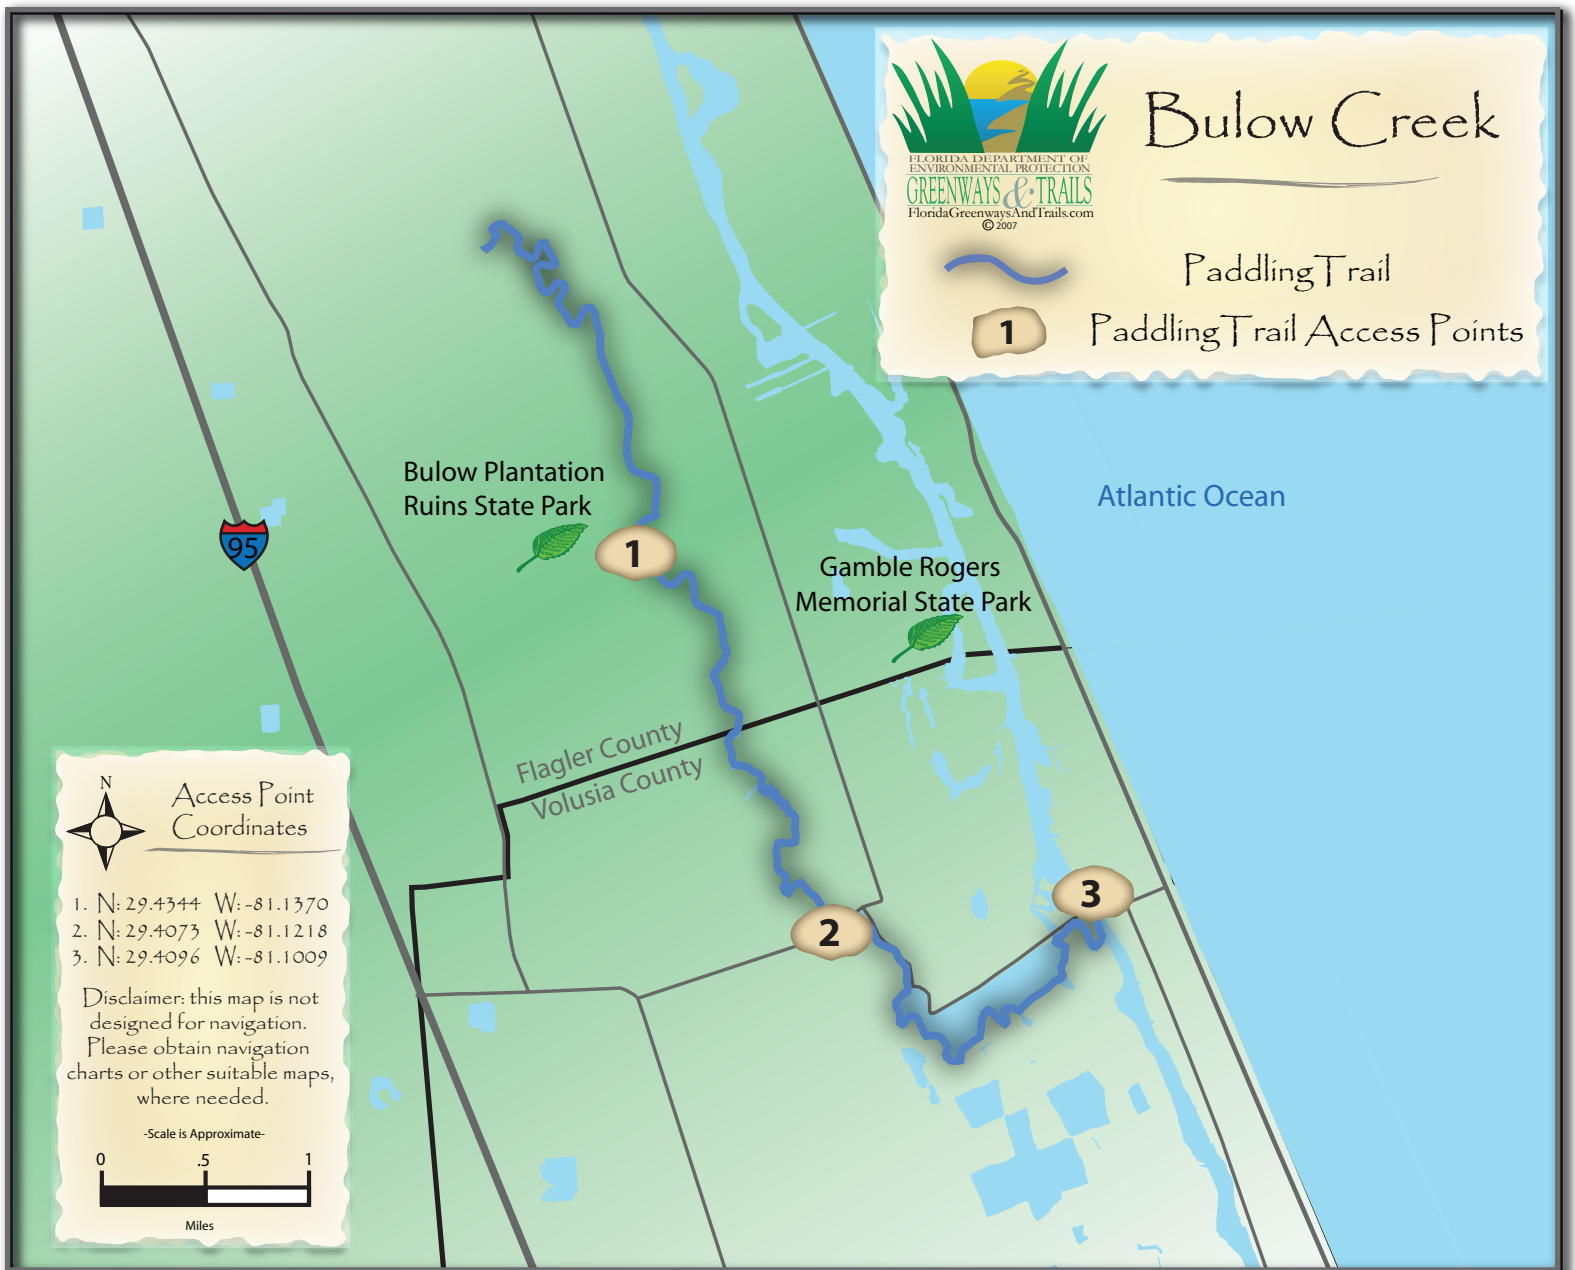 FLORIDA DEPARTMENT OF
ENVIRONMENTAL PROTECTION
GREENWAYS & TRAILS
FloridaGreenwaysAndTrails.com
© 2007
Bulow Creek
Paddling Trail
1
Paddling Trail Access Points
Bulow Plantation
Ruins State Park
Atlantic Ocean
95
1
Gamble Rogers
Memorial State Park
Flagler County
Volusia County
3
2
N
Access Point
Coordinates
1. N: 29.4344 W: -81.1370
2. N: 29.4073 W: -81.1218
3. N: 29.4096 W: -81.1009
Disclaimer: this map is not
designed for navigation.
Please obtain navigation
charts or other suitable maps,
where needed.
-Scale is Approximate-
0 .5 1
Miles